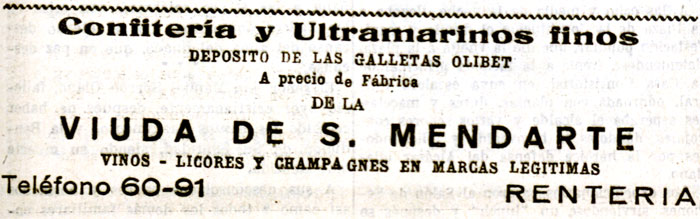 Confitería y Ultramarinos finos
DEPOSITO DE LAS GALLETAS OLIBET
A precio de Fábrica
DE LA
VIUDA DE S. MENDARTE
VINOS - LICORES Y CHAMPAGNES EN MARCAS LEGITIMAS
Teléfono 60-91
RENTERIA